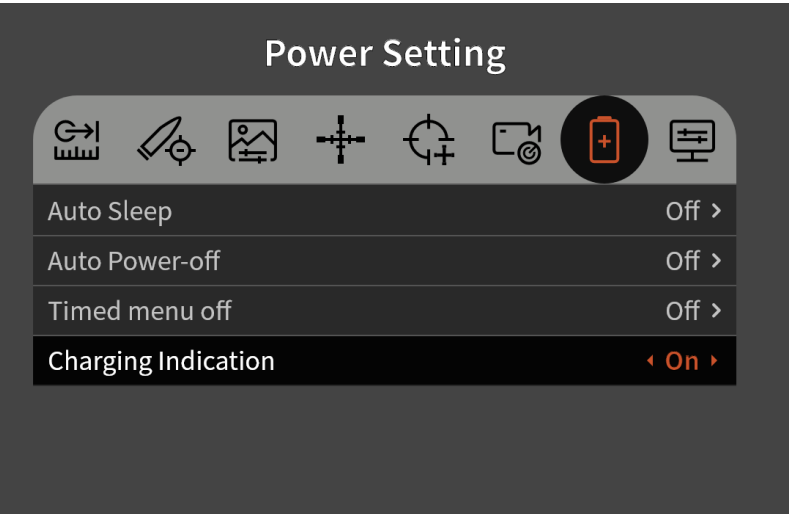 Power Setting
Auto Sleep Off
Auto Power-off Off
Timed menu off Off
Charging Indication On